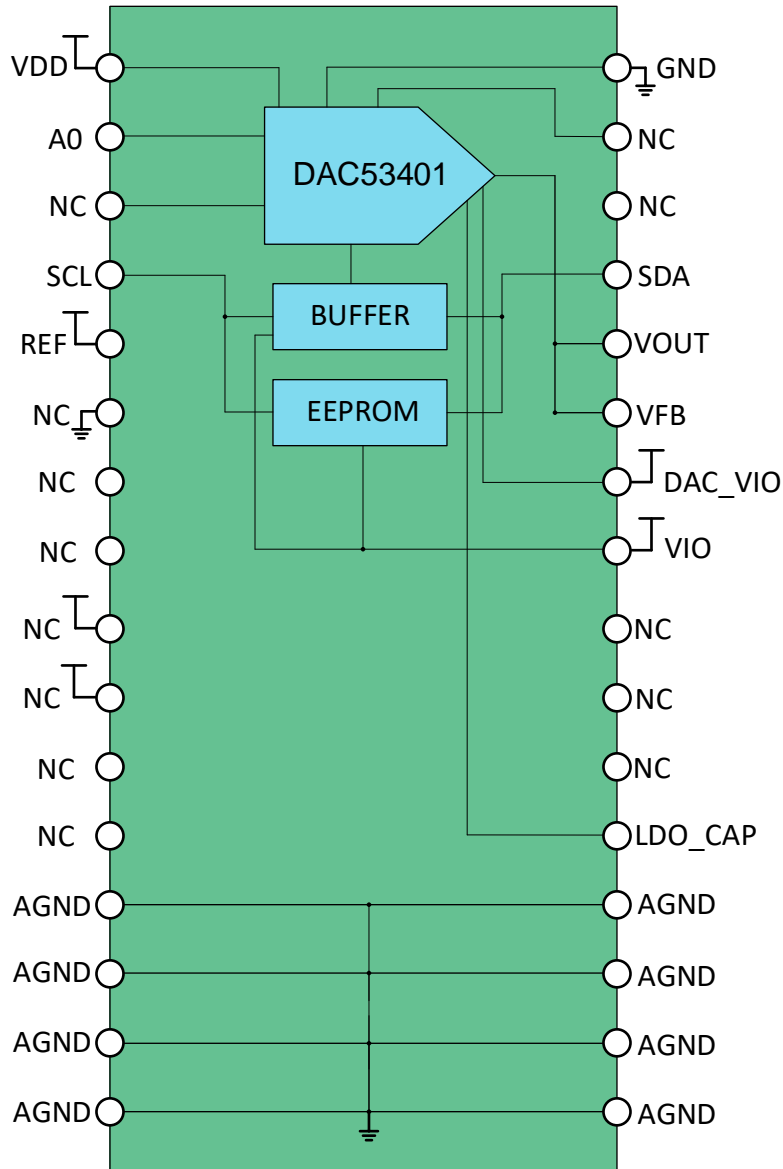 VDD
GND
A0
NC
DAC53401
NC
NC
SCL
SDA
BUFFER
REF
VOUT
NC
EEPROM
VFB
NC
DAC_VIO
NC
VIO
NC
NC
NC
NC
NC
NC
NC
LDO_CAP
AGND
AGND
AGND
AGND
AGND
AGND
AGND
AGND